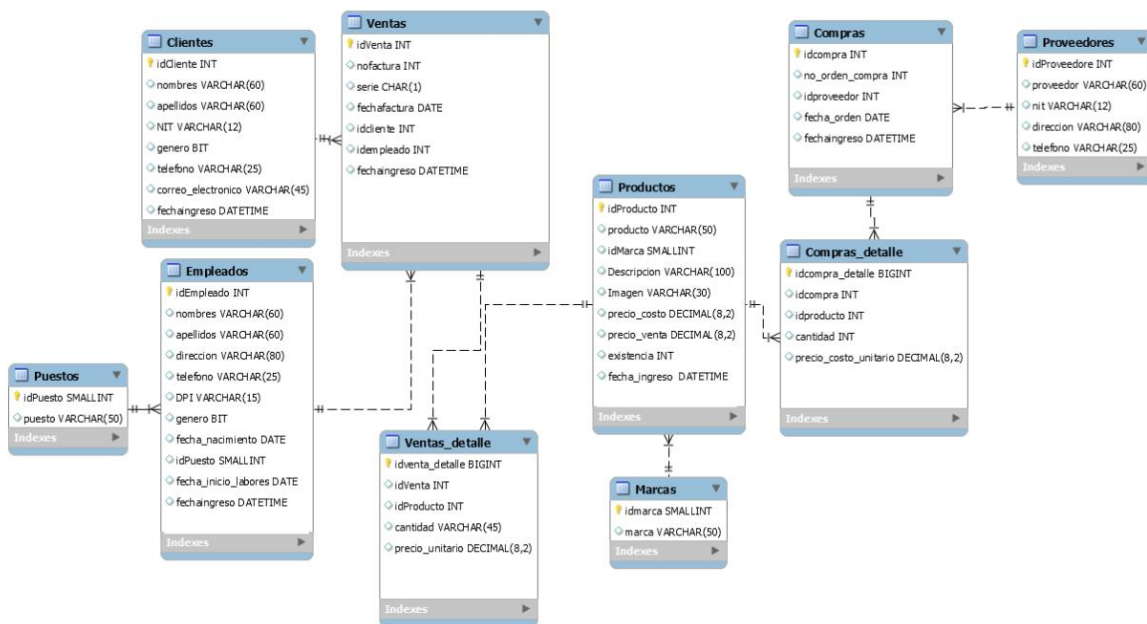 Clientes
idCliente INT
nombres VARCHAR(60)
apellidos VARCHAR(60)
NIT VARCHAR(12)
genero BIT
telefono VARCHAR(25)
correo_electronico VARCHAR(45)
fechaingreso DATETIME
Indexes
Ventas
idVenta INT
nofactura INT
serie CHAR(1)
fechafactura DATE
idcliente INT
idempleado INT
fechaingreso DATETIME
Indexes
Compras
idcompra INT
no_orden_compra INT
idproveedor INT
fecha_orden DATE
fechaingreso DATETIME
Indexes
Proveedores
idProveedore INT
proveedor VARCHAR(60)
nit VARCHAR(12)
direccion VARCHAR(80)
telefono VARCHAR(25)
Indexes
Productos
idProducto INT
producto VARCHAR(50)
idMarca SMALLINT
Descripcion VARCHAR(100)
Imagen VARCHAR(30)
precio_costo DECIMAL(8,2)
precio_venta DECIMAL(8,2)
existencia INT
fecha_ingreso DATETIME
Indexes
Compras_detalle
idcompra_detalle BIGINT
idcompra INT
idproducto INT
cantidad INT
precio_costo_unitario DECIMAL(8,2)
Indexes
Empleados
idEmpleado INT
nombres VARCHAR(60)
apellidos VARCHAR(60)
direccion VARCHAR(80)
telefono VARCHAR(25)
DPI VARCHAR(15)
genero BIT
fecha_nacimiento DATE
idPuesto SMALLINT
fecha_inicio_labores DATE
fechaingreso DATETIME
Indexes
Puestos
idPuesto SMALLINT
puesto VARCHAR(50)
Indexes
Ventas_detalle
idventa_detalle BIGINT
idVenta INT
idProducto INT
cantidad VARCHAR(45)
precio_unitario DECIMAL(8,2)
Indexes
Marcas
idmarca SMALLINT
marca VARCHAR(50)
Indexes